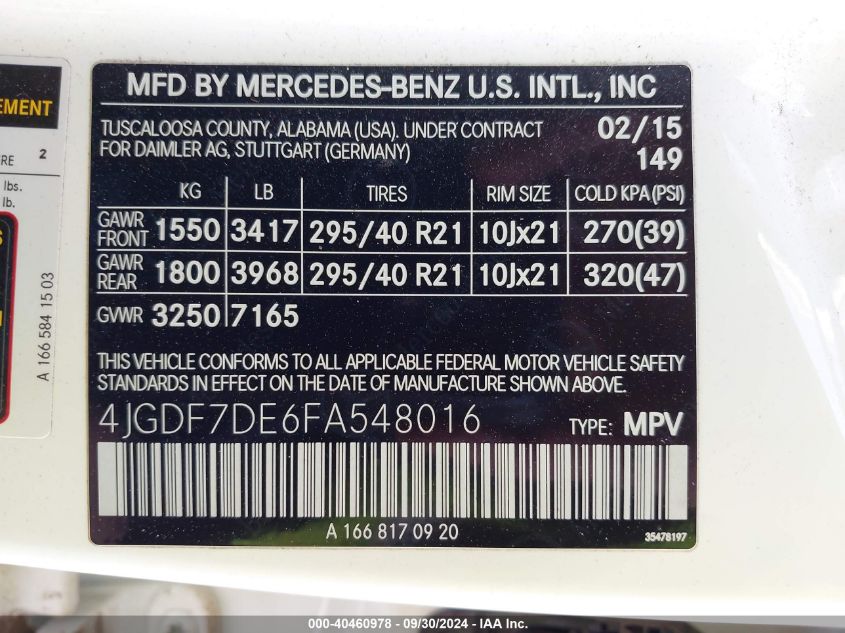 EMENT
RE 2
lbs.
lb.
S
A 166 584 15 03
MFD BY MERCEDES-BENZ U.S. INTL., INC
TUSCALOOSA COUNTY, ALABAMA (USA). UNDER CONTRACT 02/15
FOR DAIMLER AG, STUTTGART (GERMANY) 149
KG LB TIRES RIM SIZE COLD KPA (PSI)
GAWR FRONT 1550 3417 295/40 R21 10Jx21 270(39)
GAWR REAR 1800 3968 295/40 R21 10Jx21 320(47)
GVWR 3250 7165
THIS VEHICLE CONFORMS TO ALL APPLICABLE FEDERAL MOTOR VEHICLE SAFETY
STANDARDS IN EFFECT ON THE DATE OF MANUFACTURE SHOWN ABOVE.
4JGDF7DE6FA548016 TYPE: MPV
A 166 817 09 20
35478197
000-40460978 - 09/30/2024 - IAA Inc.